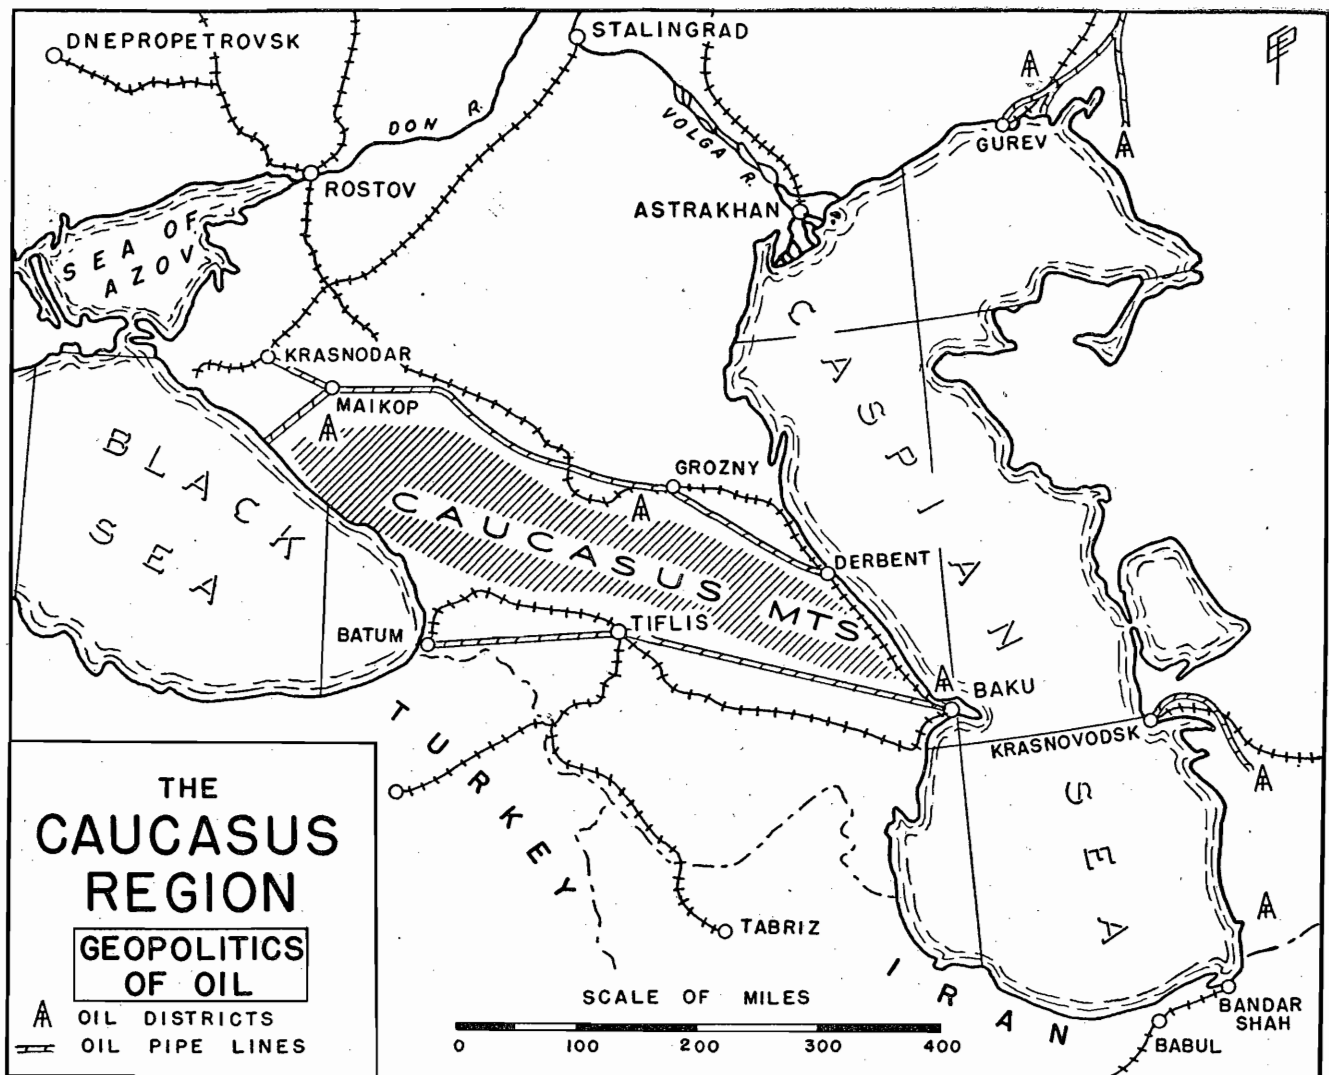 DNEPROPETROVSK
STALINGRAD
DON R.
VOLGA R.
GUREV
ROSTOV
ASTRAKHAN
SEA OF
AZOV
KRASNODAR
MAIKOP
BLACK
SEA
GROZNY
CAUCASUS MTS
DERBENT
CASPIAN
SEA
BATUM
TIFLIS
BAKU
KRASNOVODSK
TURKEY
TABRIZ
IRAN
BANDAR
SHAH
BABUL
THE
CAUCASUS
REGION
GEOPOLITICS
OF OIL
OIL DISTRICTS
OIL PIPE LINES
SCALE OF MILES
0 100 200 300 400